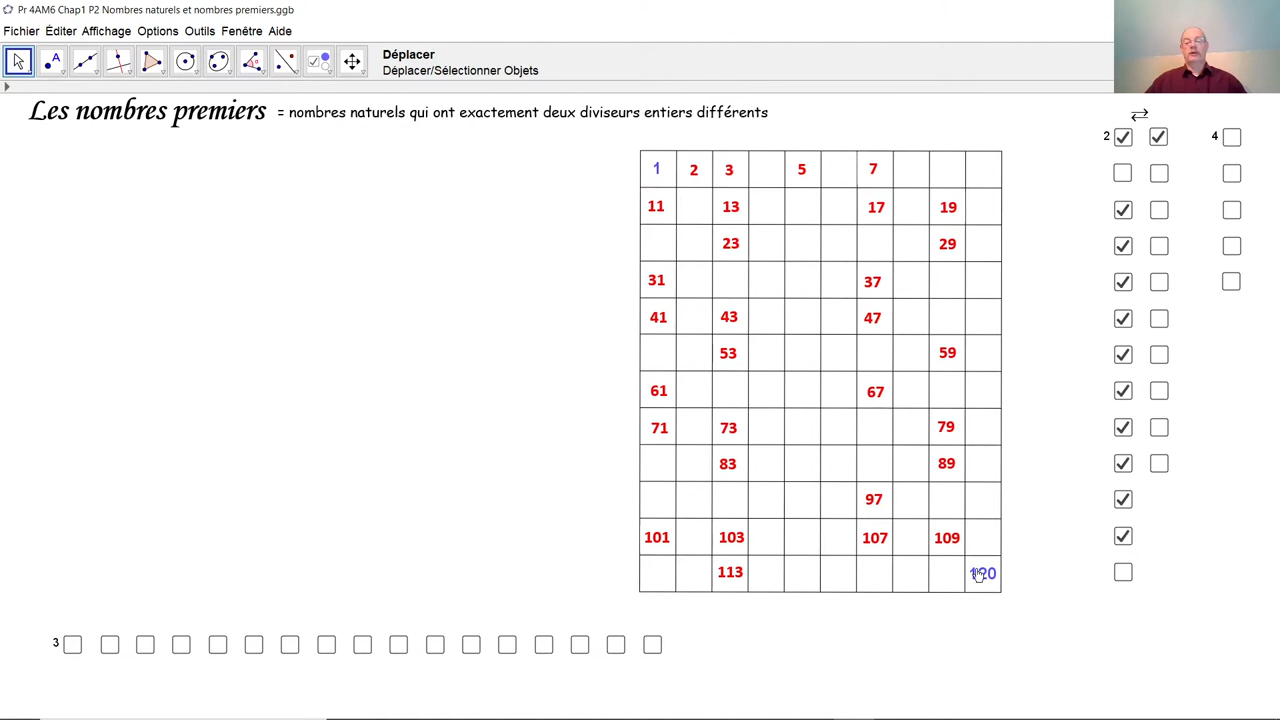 Pr 4AM6 Chap1 P2 Nombres naturels et nombres premiers.ggb
Fichier Éditer Affichage Options Outils Fenêtre Aide
Déplacer
Déplacer/Sélectionner Objets
Les nombres premiers = nombres naturels qui ont exactement deux diviseurs entiers différents
2 4
1 2 3 5 7
11 13 17 19
23 29
31 37
41 43 47
53 59
61 67
71 73 79
83 89
97
101 103 107 109
113 120
3